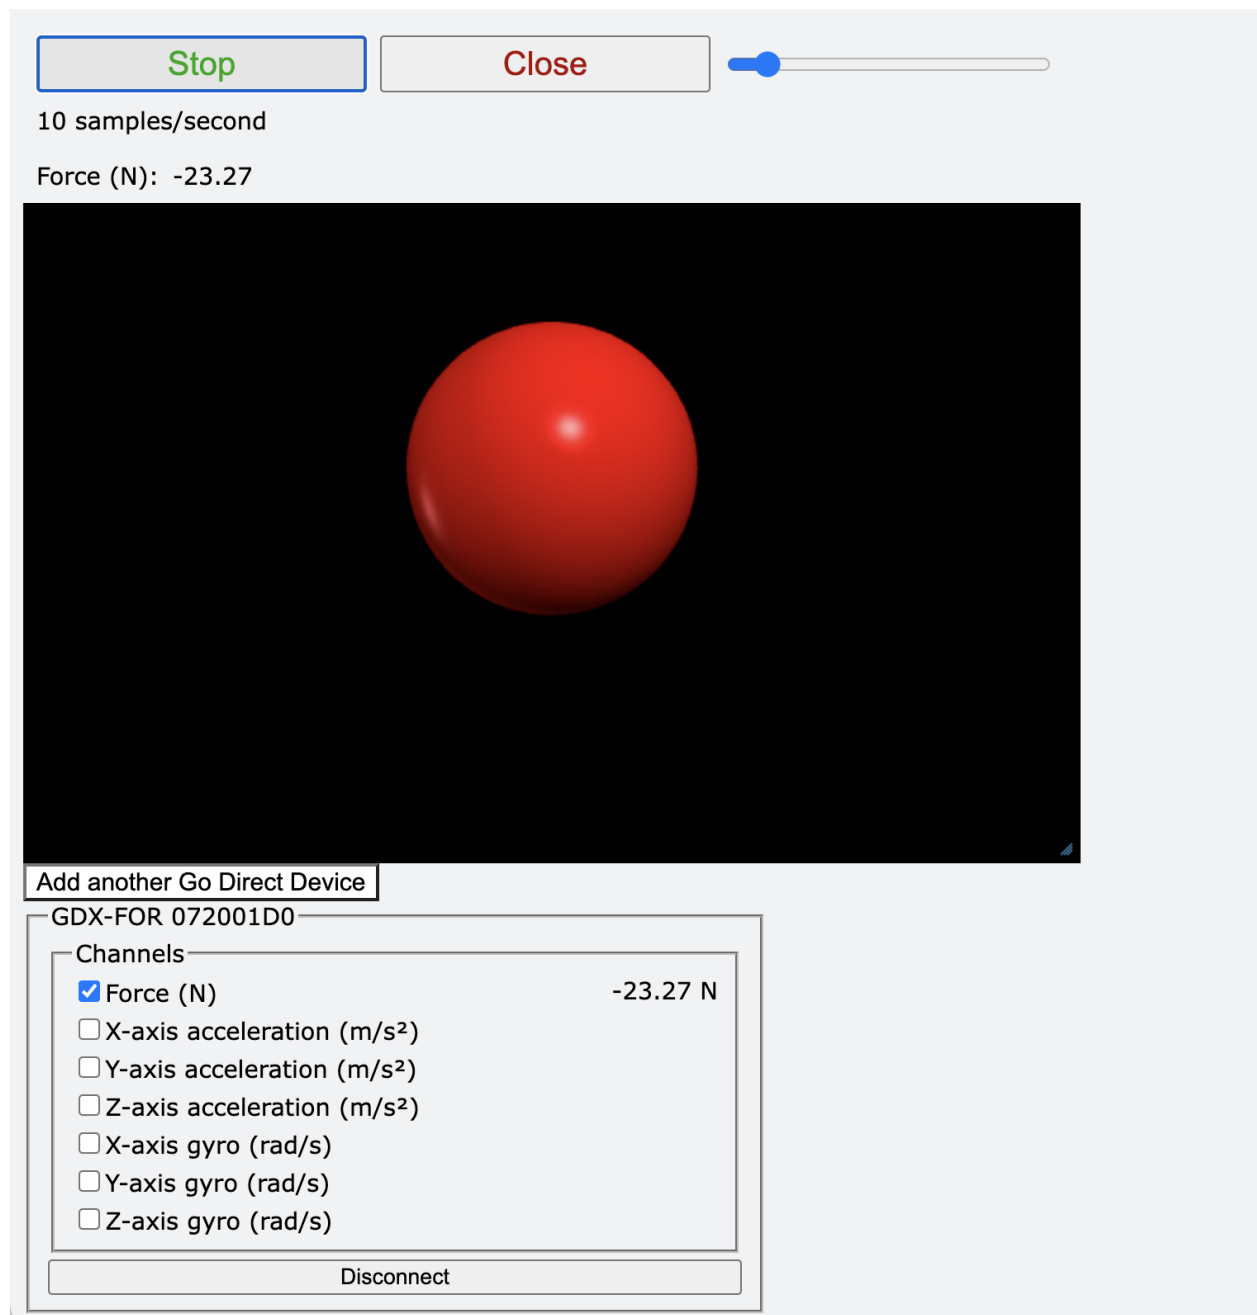 Stop Close
10 samples/second
Force (N): -23.27
Add another Go Direct Device
GDX-FOR 072001D0
Channels
Force (N) -23.27 N
X-axis acceleration (m/s²)
Y-axis acceleration (m/s²)
Z-axis acceleration (m/s²)
X-axis gyro (rad/s)
Y-axis gyro (rad/s)
Z-axis gyro (rad/s)
Disconnect